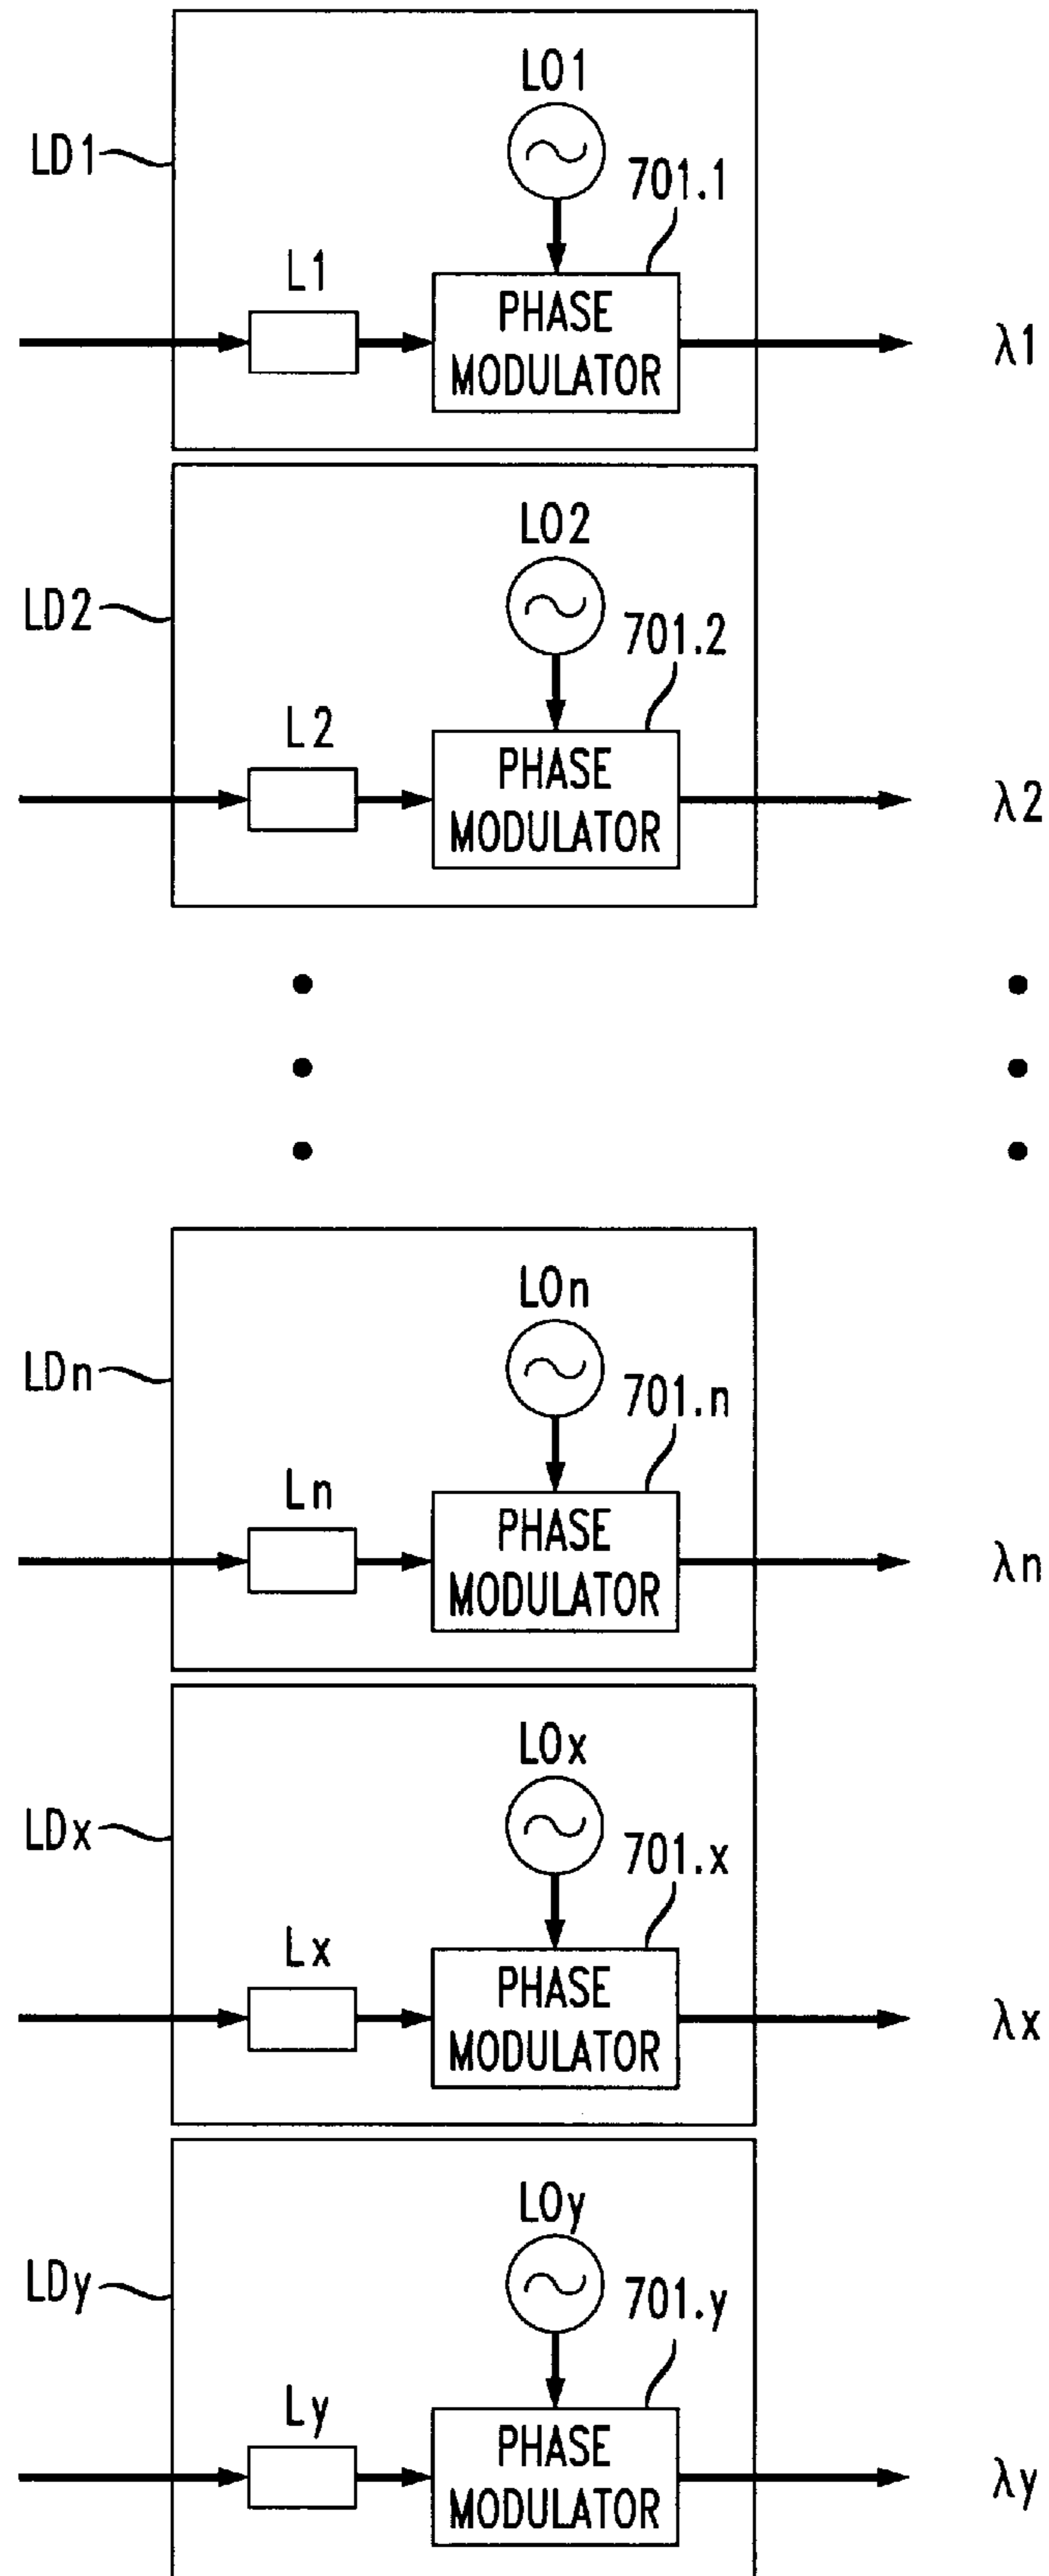 LO1
LD1
701.1
L1
PHASE
MODULATOR
λ1
LO2
LD2
701.2
L2
PHASE
MODULATOR
λ2
LOn
LDn
701.n
Ln
PHASE
MODULATOR
λn
LOx
LDx
701.x
Lx
PHASE
MODULATOR
λx
LOy
LDy
701.y
Ly
PHASE
MODULATOR
λy